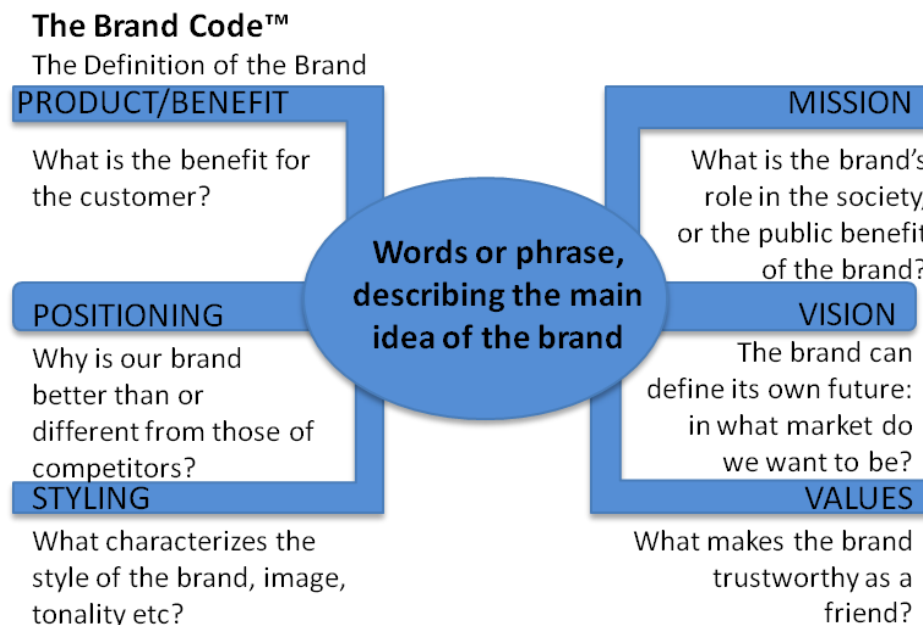 The Brand Code™
The Definition of the Brand
PRODUCT/BENEFIT
What is the benefit for
the customer?
POSITIONING
Why is our brand
better than or
different from those of
competitors?
STYLING
What characterizes the
style of the brand, image,
tonality etc?
Words or phrase,
describing the main
idea of the brand
MISSION
What is the brand's
role in the society,
or the public benefit
of the brand?
VISION
The brand can
define its own future:
in what market do
we want to be?
VALUES
What makes the brand
trustworthy as a
friend?